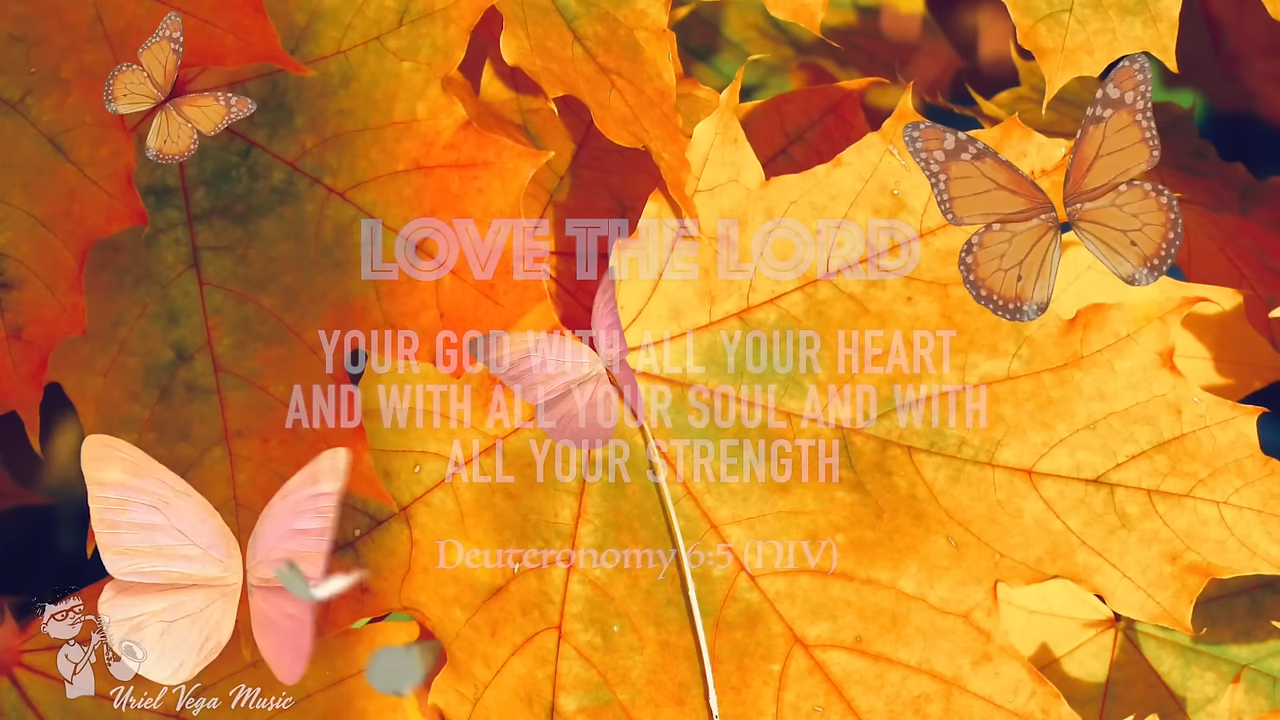 LOVE THE LORD
YOUR GOD WITH ALL YOUR HEART
AND WITH ALL YOUR SOUL AND WITH
ALL YOUR STRENGTH
Deuteronomy 6:5 (NIV)
Uriel Vega Music